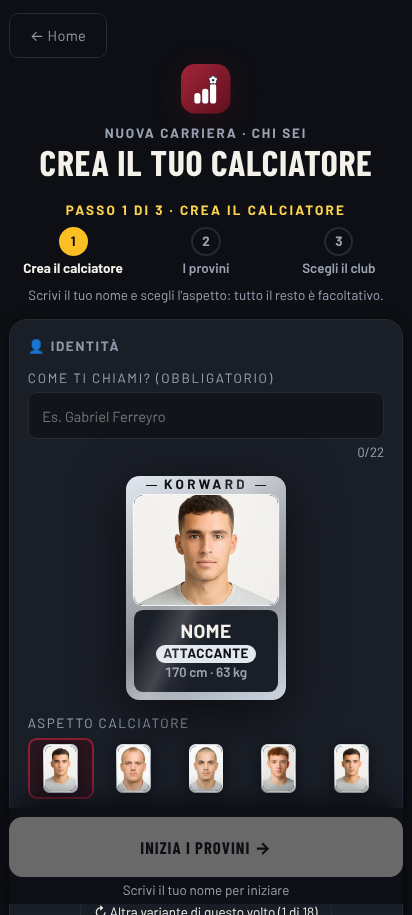 ← Home
NUOVA CARRIERA · CHI SEI
CREA IL TUO CALCIATORE
PASSO 1 DI 3 · CREA IL CALCIATORE
1 2 3
Crea il calciatore I provini Scegli il club
Scrivi il tuo nome e scegli l'aspetto: tutto il resto è facoltativo.
IDENTITÀ
COME TI CHIAMI? (OBBLIGATORIO)
Es. Gabriel Ferreyro
0/22
— KORWARD —
NOME
ATTACCANTE
170 cm · 63 kg
ASPETTO CALCIATORE
INIZIA I PROVINI →
Scrivi il tuo nome per iniziare
↻ Altra variante di questo volto (1 di 18)